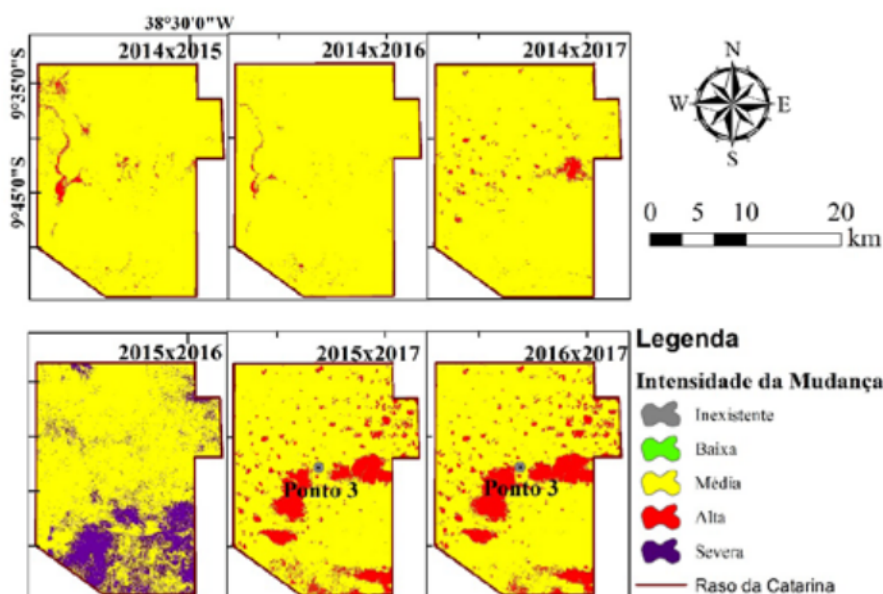 38°30'0"W
2014x2015
2014x2016
2014x2017
9°35'0"S
9°45'0"S
N
W
E
S
0 5 10 20
km
2015x2016
2015x2017
2016x2017
Ponto 3
Ponto 3
Legenda
Intensidade da Mudança
Inexistente
Baixa
Média
Alta
Severa
Raso da Catarina